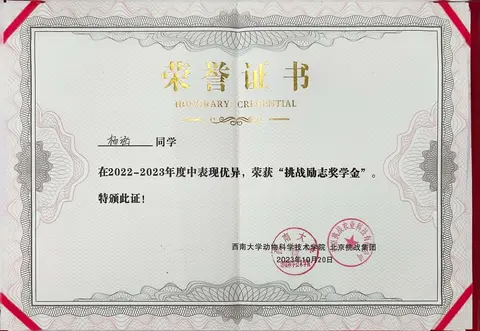 荣誉证书
HONORARY CREDENTIAL
同学
在2022-2023年度中表现优异，荣获“挑战励志奖学金”。
特颁此证！
西南大学动物科学技术学院 北京挑战集团
2023年10月20日